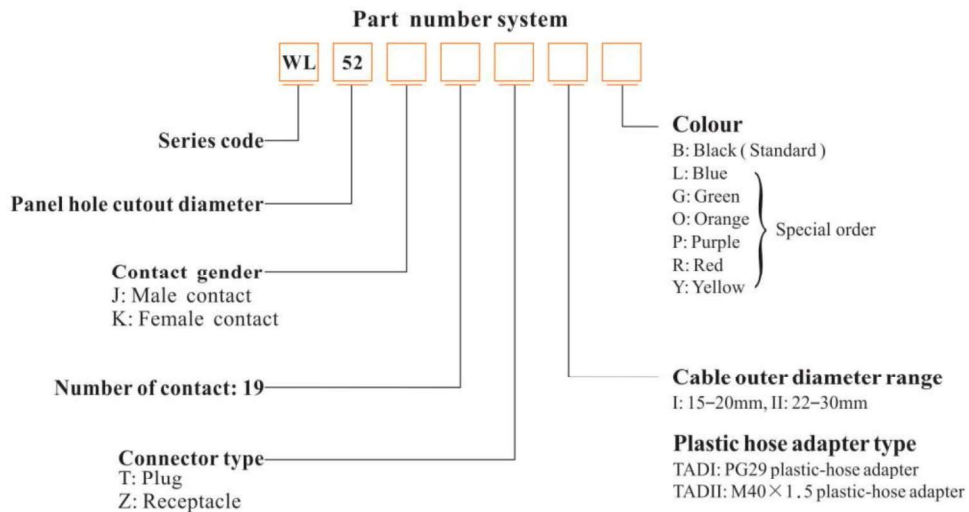 Part number system
WL 52
Series code
Panel hole cutout diameter
Contact gender
J: Male contact
K: Female contact
Number of contact: 19
Connector type
T: Plug
Z: Receptacle
Colour
B: Black ( Standard )
L: Blue
G: Green
O: Orange
P: Purple
R: Red
Y: Yellow
Special order
Cable outer diameter range
I: 15-20mm, II: 22-30mm
Plastic hose adapter type
TADI: PG29 plastic-hose adapter
TADII: M40×1.5 plastic-hose adapter